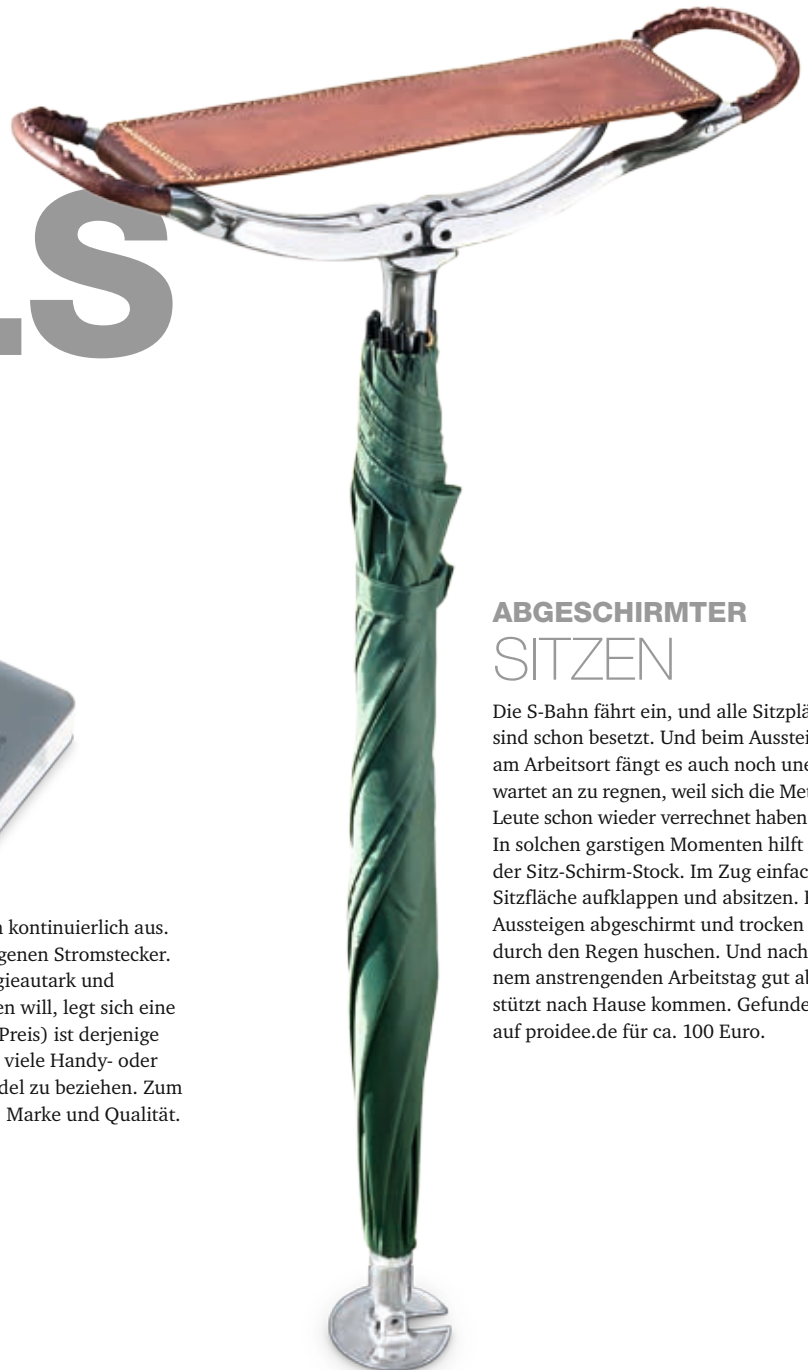 LS
ABGESCHIRMTER
SITZEN
Die S-Bahn fährt ein, und alle Sitzplä
sind schon besetzt. Und beim Ausstei
am Arbeitsort fängt es auch noch une
wartet an zu regnen, weil sich die Met
Leute schon wieder verrechnet haben
In solchen garstigen Momenten hilft
der Sitz-Schirm-Stock. Im Zug einfac
Sitzfläche aufklappen und absitzen.
Aussteigen abgeschirmt und trocken
durch den Regen huschen. Und nach
nem anstrengenden Arbeitstag gut ab
stützt nach Hause kommen. Gefunde
auf proidee.de für ca. 100 Euro.
kontinuierlich aus.
genen Stromstecker.
gieautark und
en will, legt sich eine
Preis) ist derjenige
viele Handy- oder
del zu beziehen. Zum
Marke und Qualität.